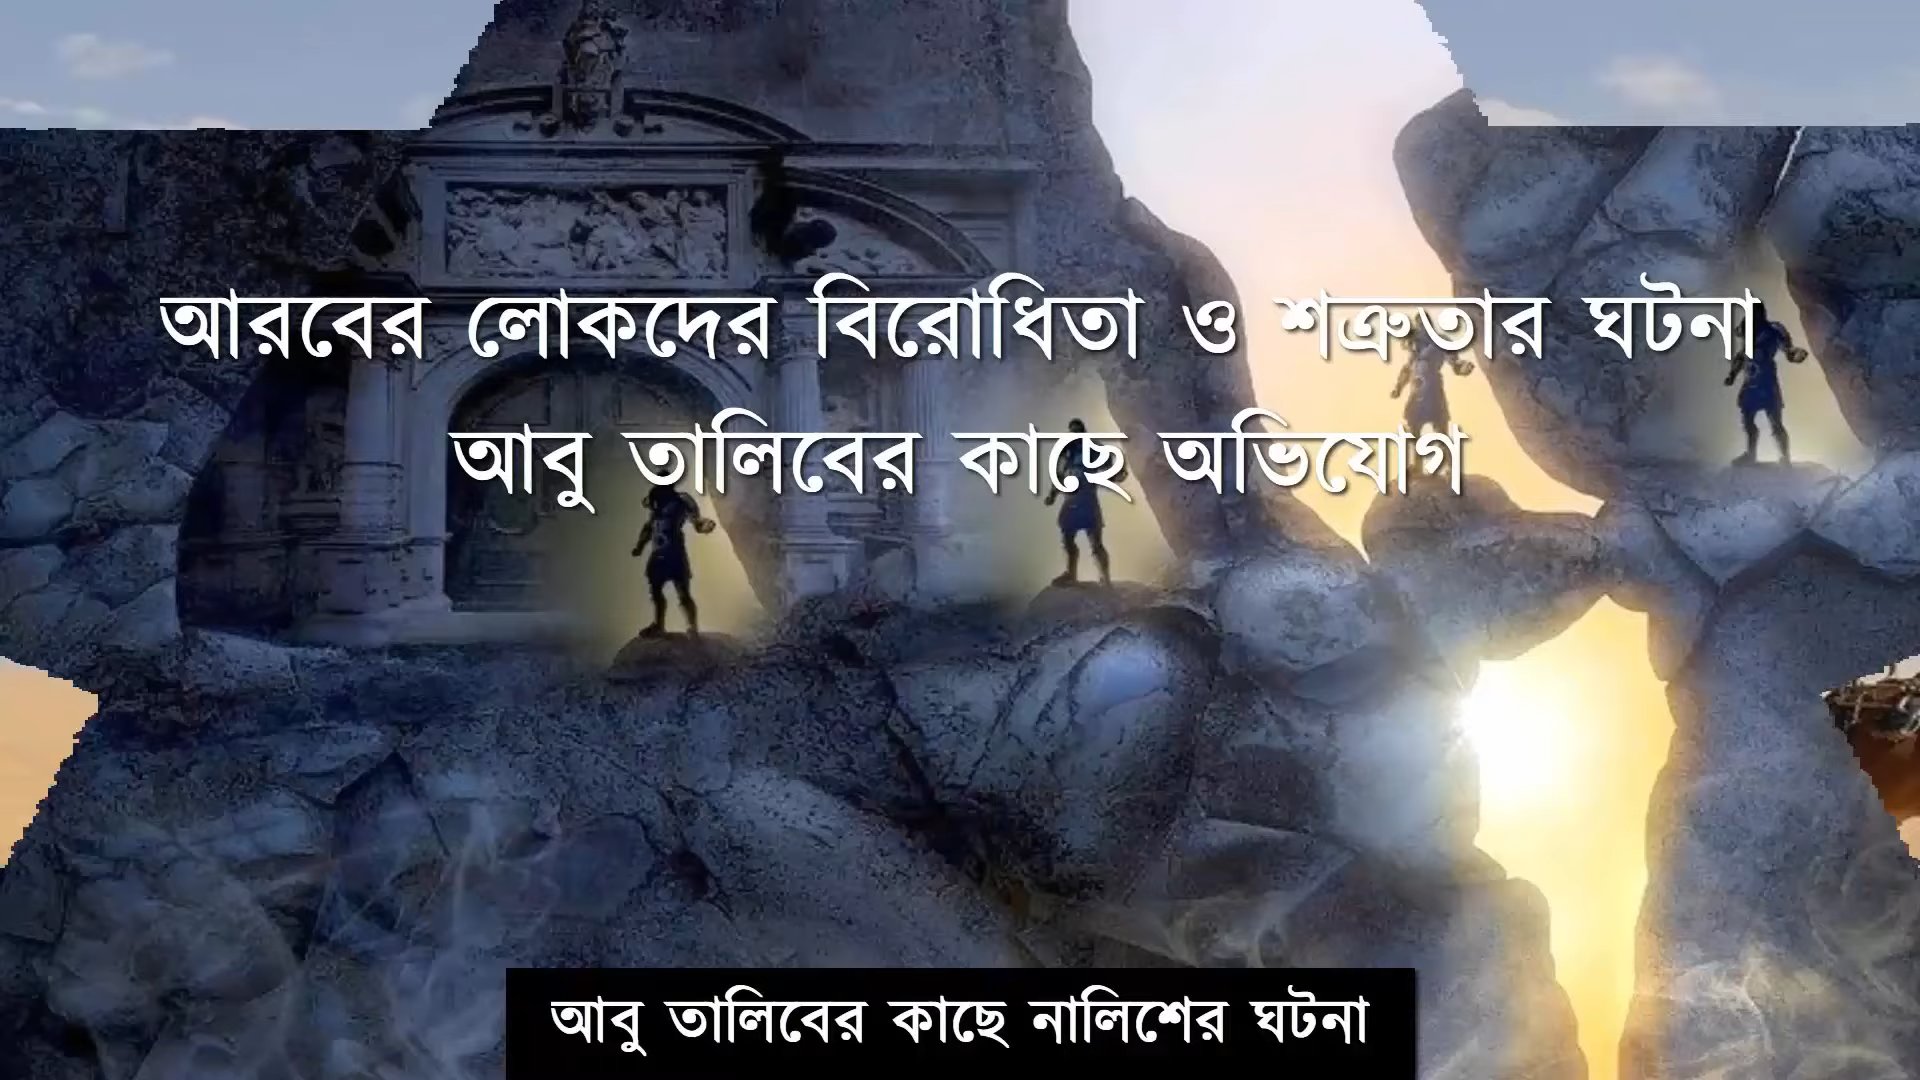 আরবের লোকদের বিরোধিতা ও শত্রুতার ঘটনা
আবু তালিবের কাছে অভিযোগ
আবু তালিবের কাছে নালিশের ঘটনা